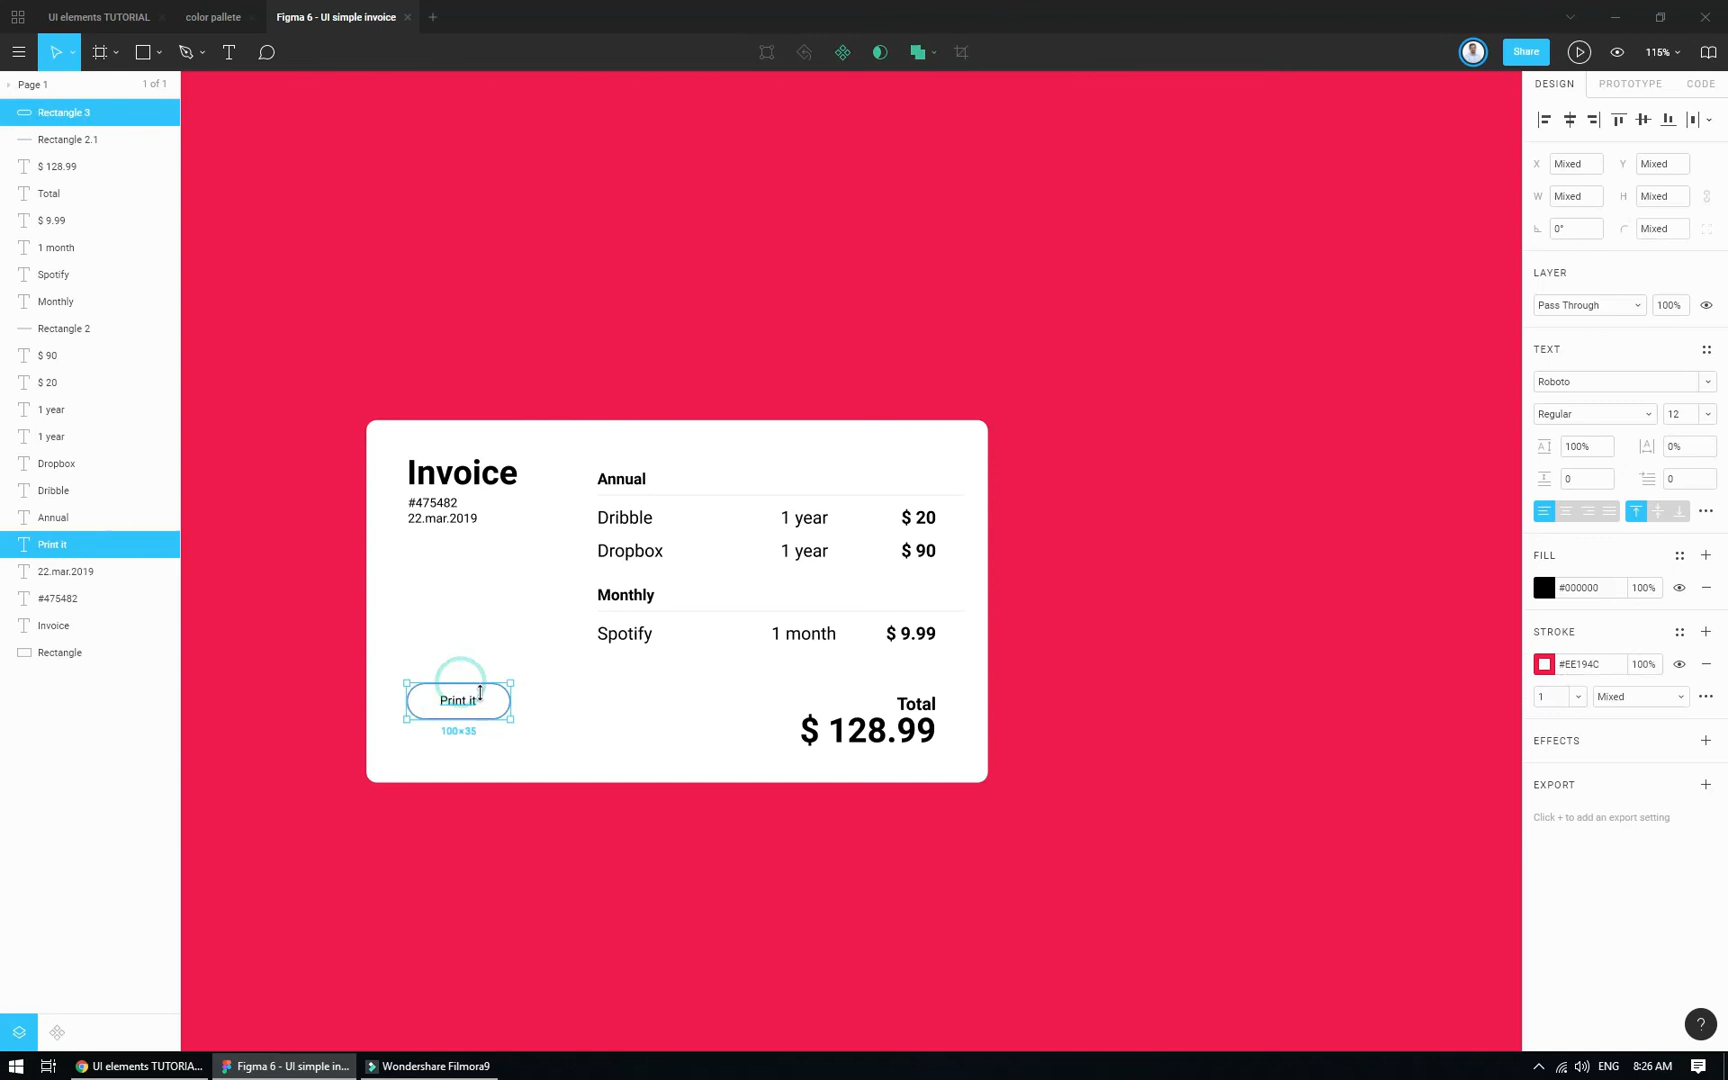 UI elements TUTORIAL
color pallete
Figma 6 - UI simple invoice
Share
115%
Page 1
1 of 1
Rectangle 3
Rectangle 2.1
$ 128.99
Total
$ 9.99
1 month
Spotify
Monthly
Rectangle 2
$ 90
$ 20
1 year
1 year
Dropbox
Dribble
Annual
Print it
22.mar.2019
#475482
Invoice
Rectangle
Invoice
#475482
22.mar.2019
Annual
Dribble 1 year $ 20
Dropbox 1 year $ 90
Monthly
Spotify 1 month $ 9.99
Print it
100×35
Total
$ 128.99
DESIGN PROTOTYPE CODE
X Mixed Y Mixed
W Mixed H Mixed
0° Mixed
LAYER
Pass Through 100%
TEXT
Roboto
Regular 12
100% 0%
0 0
FILL
#000000 100%
STROKE
#EE194C 100%
1 Mixed
EFFECTS
EXPORT
Click + to add an export setting
?
UI elements TUTORIA...
Figma 6 - UI simple in...
Wondershare Filmora9
ENG
8:26 AM